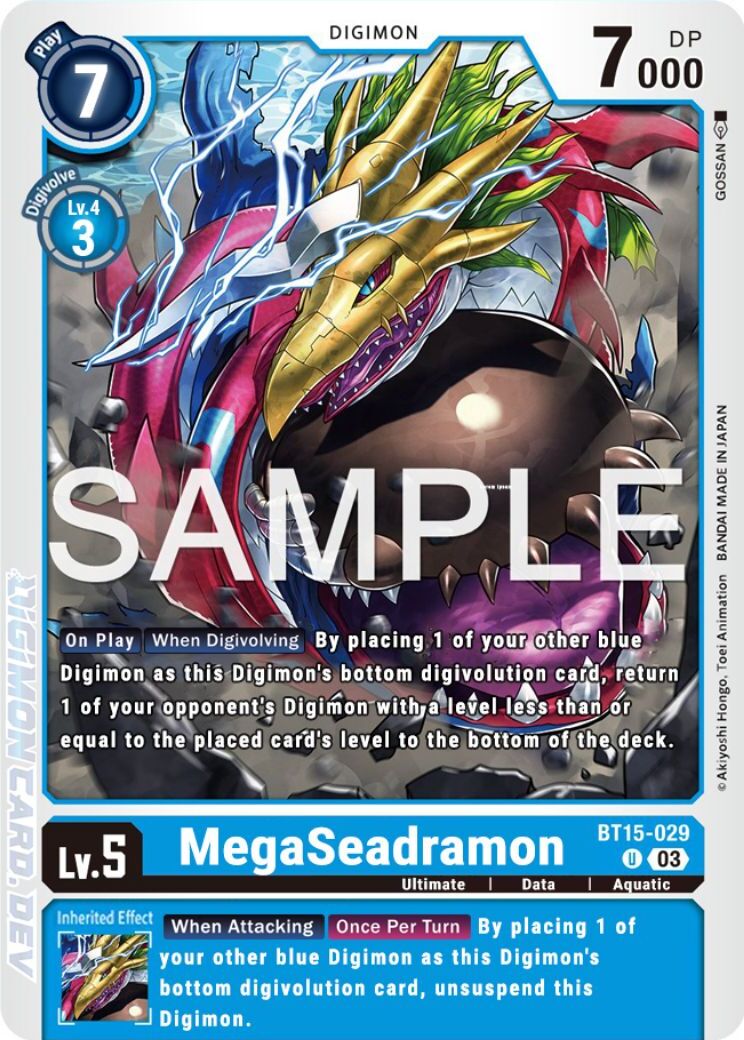 DIGIMON
Play
7
7000
DP
Digivolve
Lv.4
3
GOSSAN
SAMPLE
On Play When Digivolving By placing 1 of your other blue
Digimon as this Digimon's bottom digivolution card, return
1 of your opponent's Digimon with a level less than or
equal to the placed card's level to the bottom of the deck.
© Akiyoshi Hongo, Toei Animation BANDAI MADE IN JAPAN
DIGIMONCARD.DEV
Lv.5
MegaSeadramon
BT15-029
U 03
Ultimate | Data | Aquatic
Inherited Effect
When Attacking Once Per Turn By placing 1 of
your other blue Digimon as this Digimon's
bottom digivolution card, unsuspend this
Digimon.